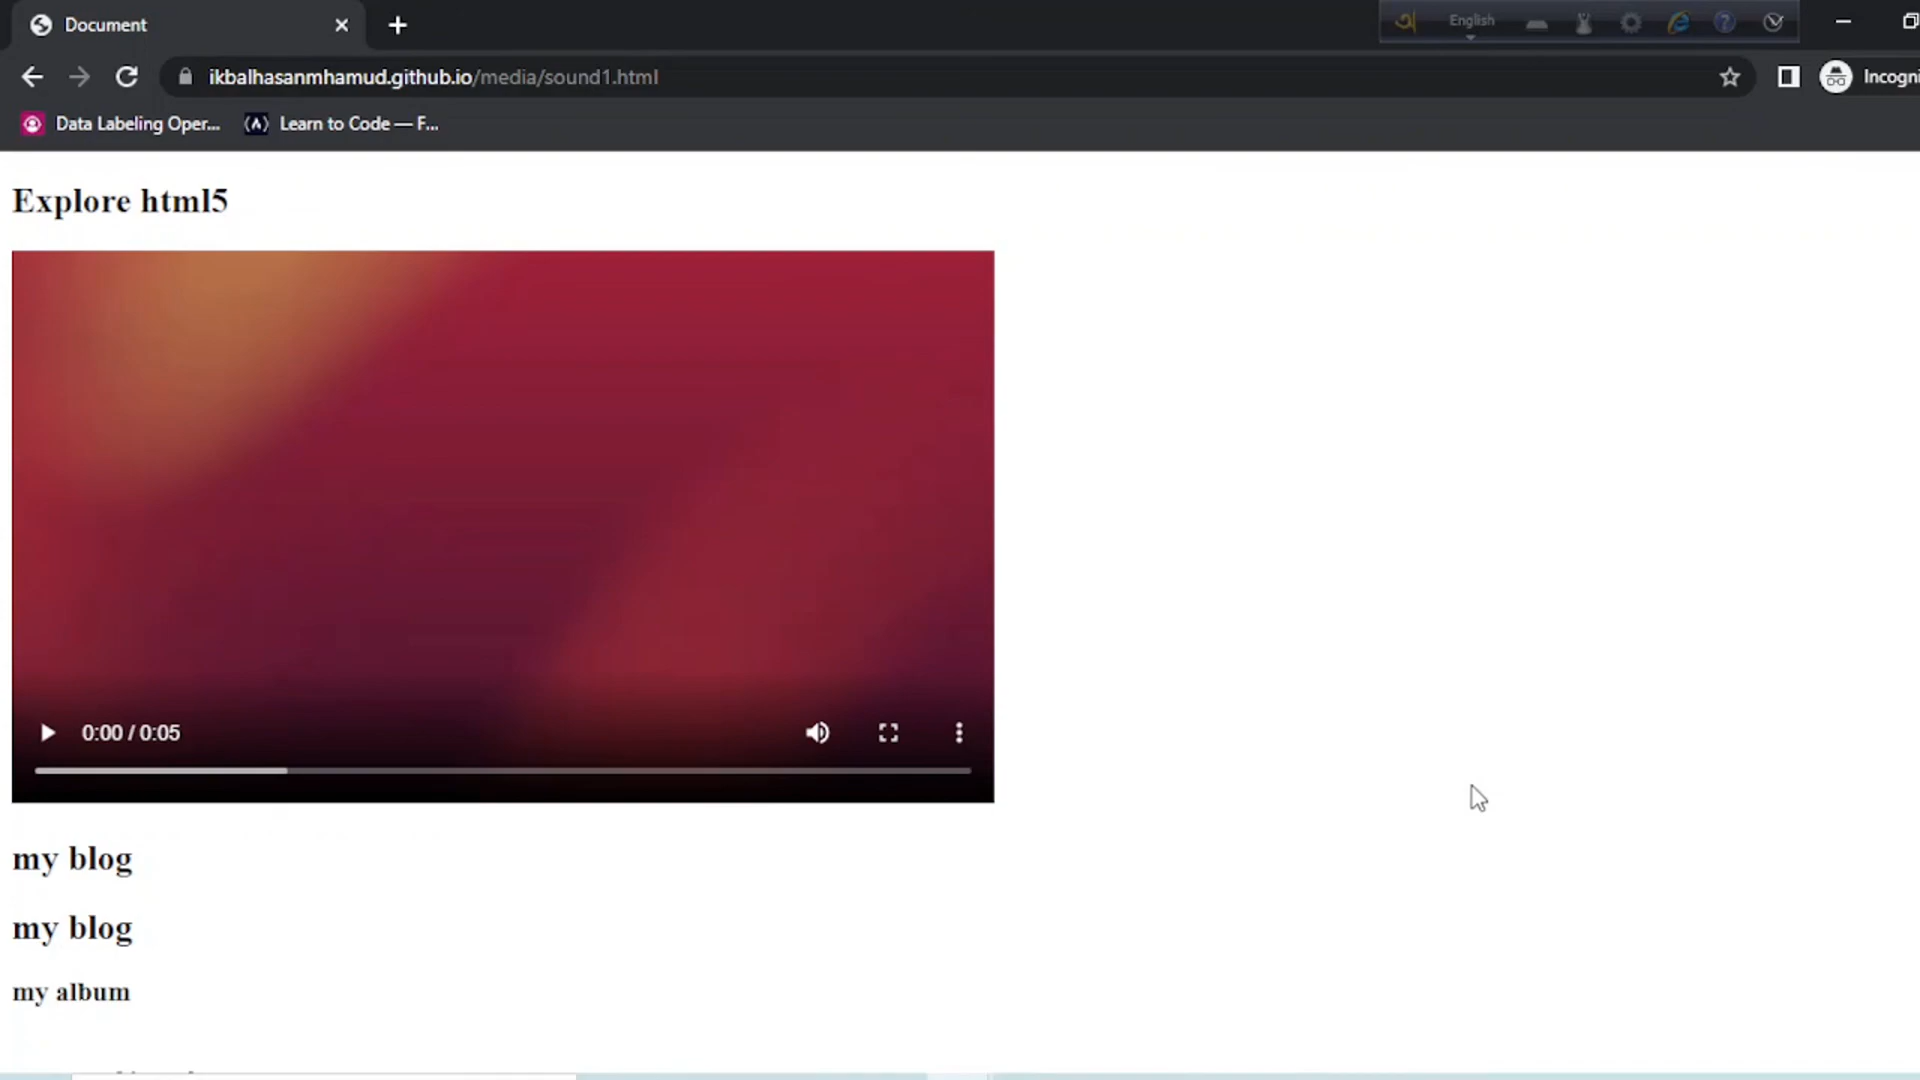 Document
অ English
ikbalhasanmhamud.github.io/media/sound1.html
Incogni
Data Labeling Oper... Learn to Code — F...
Explore html5
0:00 / 0:05
my blog
my blog
my album